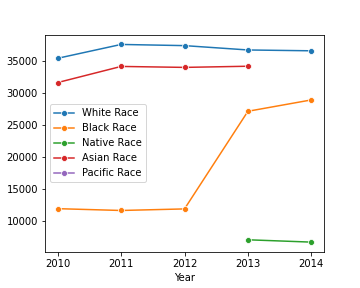 35000
30000
25000
20000
15000
10000
White Race
Black Race
Native Race
Asian Race
Pacific Race
2010 2011 2012 2013 2014
Year